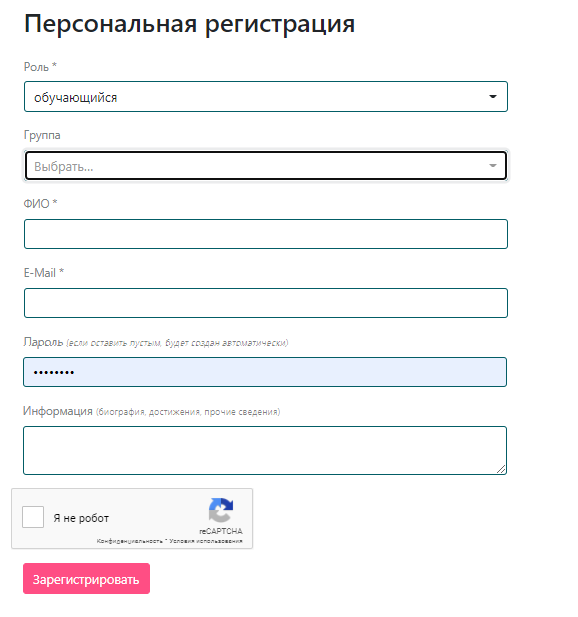 Персональная регистрация
Роль *
обучающийся
Группа
Выбрать...
ФИО *
E-Mail *
Пароль (если оставить пустым, будет создан автоматически)
••••••••
Информация (биография, достижения, прочие сведения)
Я не робот
reCAPTCHA
Конфиденциальность * Условия использования
Зарегистрировать